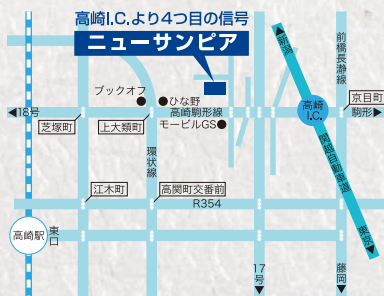 高崎I.C.より4つ目の信号
ニューサンピア
▲新潟
前橋長瀞線
ブックオフ
ひな野
高崎駒形線
モービルGS
高崎
I.C.
京目町
駒形▶
◀18号
芝塚町
上大類町
環状線
関越自動車道
江木町
高関町交番前
R354
高崎駅
東口
東京▼
17号
▼
藤岡
▼